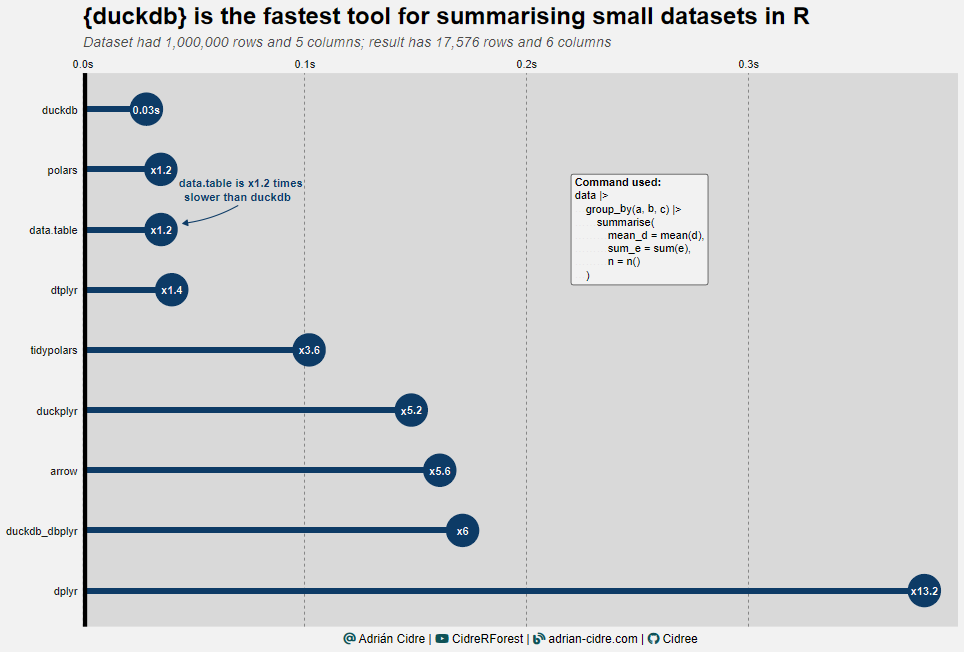 {duckdb} is the fastest tool for summarising small datasets in R
Dataset had 1,000,000 rows and 5 columns; result has 17,576 rows and 6 columns
0.0s 0.1s 0.2s 0.3s
duckdb 0.03s
polars x1.2
data.table is x1.2 times
slower than duckdb
data.table x1.2
dtplyr x1.4
tidypolars x3.6
duckplyr x5.2
arrow x5.6
duckdb_dbplyr x6
dplyr x13.2
Command used:
data |>
group_by(a, b, c) |>
summarise(
mean_d = mean(d),
sum_e = sum(e),
n = n()
)
Adrián Cidre | CidreRForest | adrian-cidre.com | Cidree